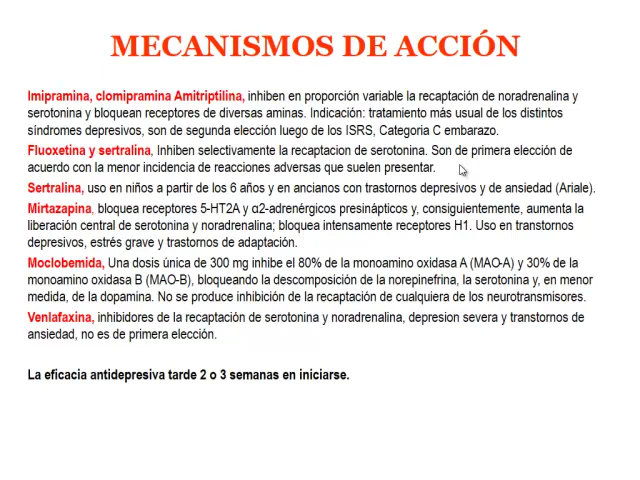 MECANISMOS DE ACCIÓN
Imipramina, clomipramina Amitriptilina, inhiben en proporción variable la recaptación de noradrenalina y
serotonina y bloquean receptores de diversas aminas. Indicación: tratamiento más usual de los distintos
síndromes depresivos, son de segunda elección luego de los ISRS, Categoria C embarazo.
Fluoxetina y sertralina, Inhiben selectivamente la recaptacion de serotonina. Son de primera elección de
acuerdo con la menor incidencia de reacciones adversas que suelen presentar.
Sertralina, uso en niños a partir de los 6 años y en ancianos con trastornos depresivos y de ansiedad (Ariale).
Mirtazapina, bloquea receptores 5-HT2A y α2-adrenérgicos presinápticos y, consiguientemente, aumenta la
liberación central de serotonina y noradrenalina; bloquea intensamente receptores H1. Uso en transtornos
depresivos, estrés grave y trastornos de adaptación.
Moclobemida, Una dosis única de 300 mg inhibe el 80% de la monoamino oxidasa A (MAO-A) y 30% de la
monoamino oxidasa B (MAO-B), bloqueando la descomposición de la norepinefrina, la serotonina y, en menor
medida, de la dopamina. No se produce inhibición de la recaptación de cualquiera de los neurotransmisores.
Venlafaxina, inhibidores de la recaptación de serotonina y noradrenalina, depresion severa y transtornos de
ansiedad, no es de primera elección.
La eficacia antidepresiva tarde 2 o 3 semanas en iniciarse.